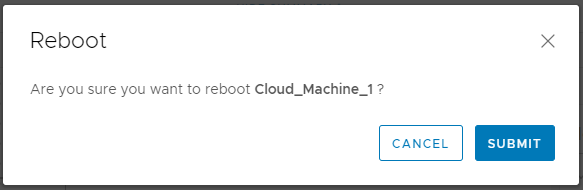 Reboot
Are you sure you want to reboot Cloud_Machine_1 ?
CANCEL
SUBMIT